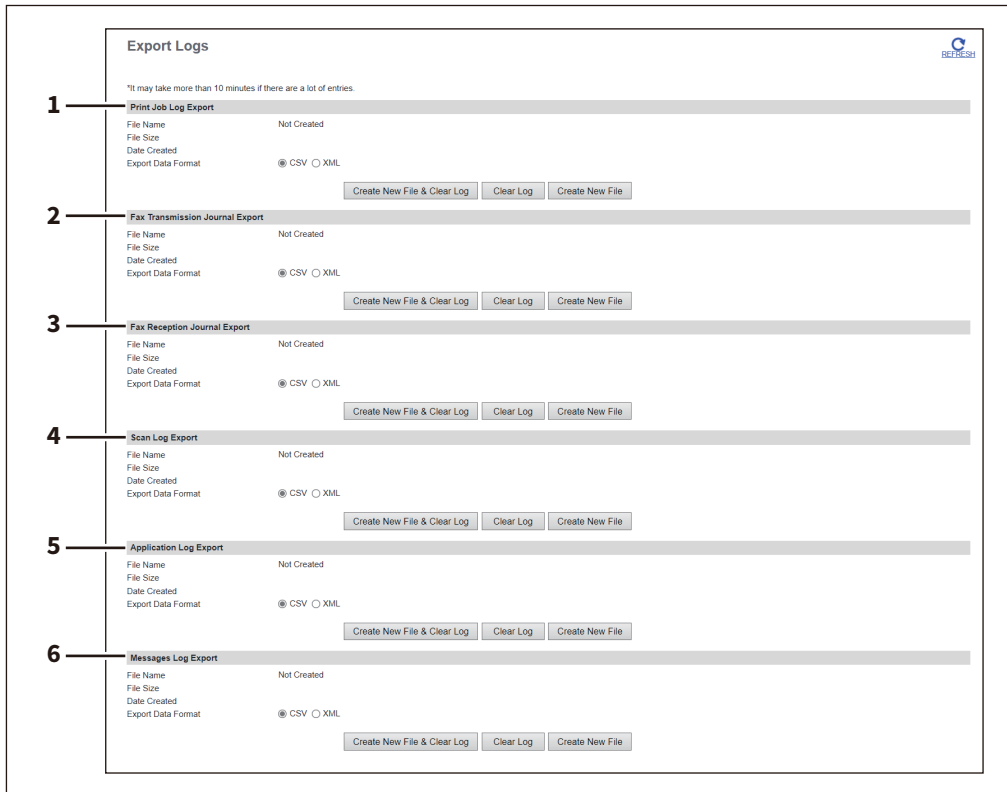 Export Logs
REFRESH
*It may take more than 10 minutes if there are a lot of entries.
1
Print Job Log Export
File Name Not Created
File Size
Date Created
Export Data Format CSV XML
Create New File & Clear Log Clear Log Create New File
2
Fax Transmission Journal Export
File Name Not Created
File Size
Date Created
Export Data Format CSV XML
Create New File & Clear Log Clear Log Create New File
3
Fax Reception Journal Export
File Name Not Created
File Size
Date Created
Export Data Format CSV XML
Create New File & Clear Log Clear Log Create New File
4
Scan Log Export
File Name Not Created
File Size
Date Created
Export Data Format CSV XML
Create New File & Clear Log Clear Log Create New File
5
Application Log Export
File Name Not Created
File Size
Date Created
Export Data Format CSV XML
Create New File & Clear Log Clear Log Create New File
6
Messages Log Export
File Name Not Created
File Size
Date Created
Export Data Format CSV XML
Create New File & Clear Log Clear Log Create New File